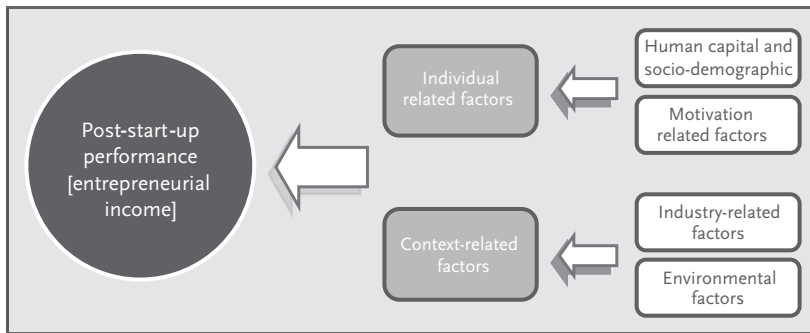 Post-start-up
performance
[entrepreneurial
income]
Individual
related factors
Context-related
factors
Human capital and
socio-demographic
Motivation
related factors
Industry-related
factors
Environmental
factors